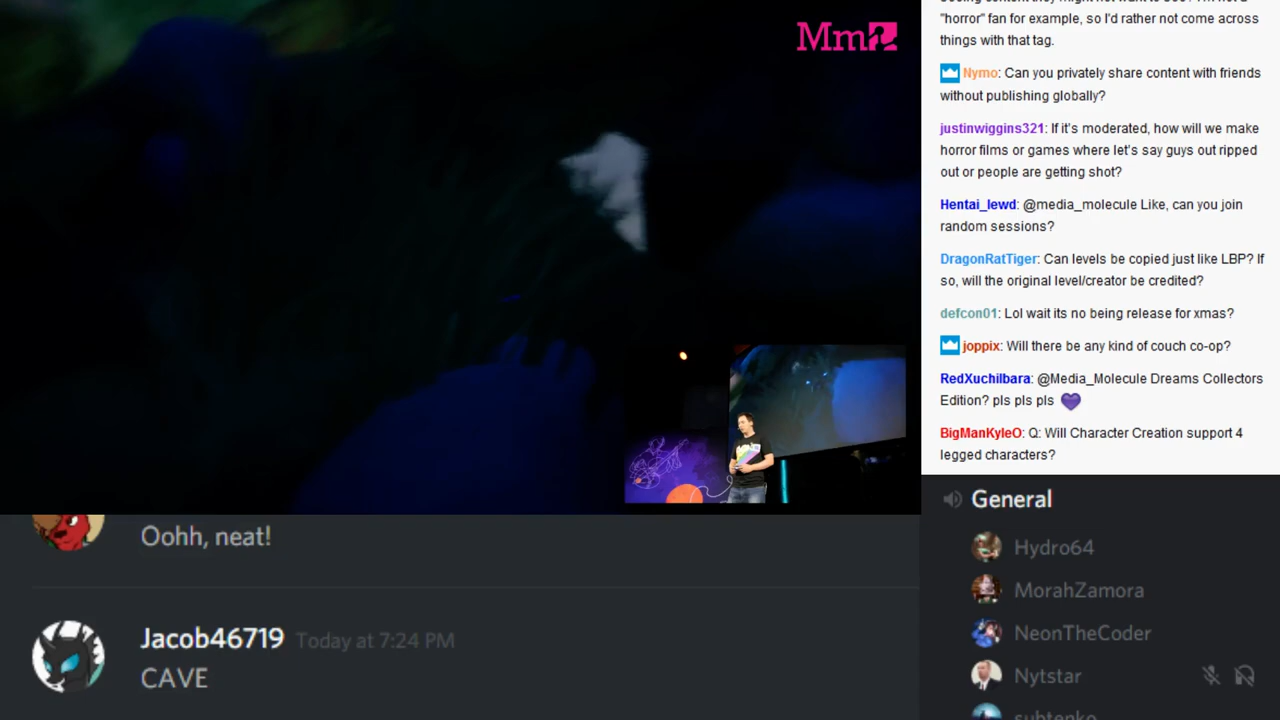 Mm
"horror" fan for example, so I'd rather not come across
things with that tag.
Nymo: Can you privately share content with friends
without publishing globally?
justinwiggins321: If it's moderated, how will we make
horror films or games where let's say guys out ripped
out or people are getting shot?
Hentai_lewd: @media_molecule Like, can you join
random sessions?
DragonRatTiger: Can levels be copied just like LBP? If
so, will the original level/creator be credited?
defcon01: Lol wait its no being release for xmas?
joppix: Will there be any kind of couch co-op?
RedXuchilbara: @Media_Molecule Dreams Collectors
Edition? pls pls pls
BigManKyleO: Q: Will Character Creation support 4
legged characters?
General
Hydro64
MorahZamora
NeonTheCoder
Nytstar
subtenko
Oohh, neat!
Jacob46719 Today at 7:24 PM
CAVE